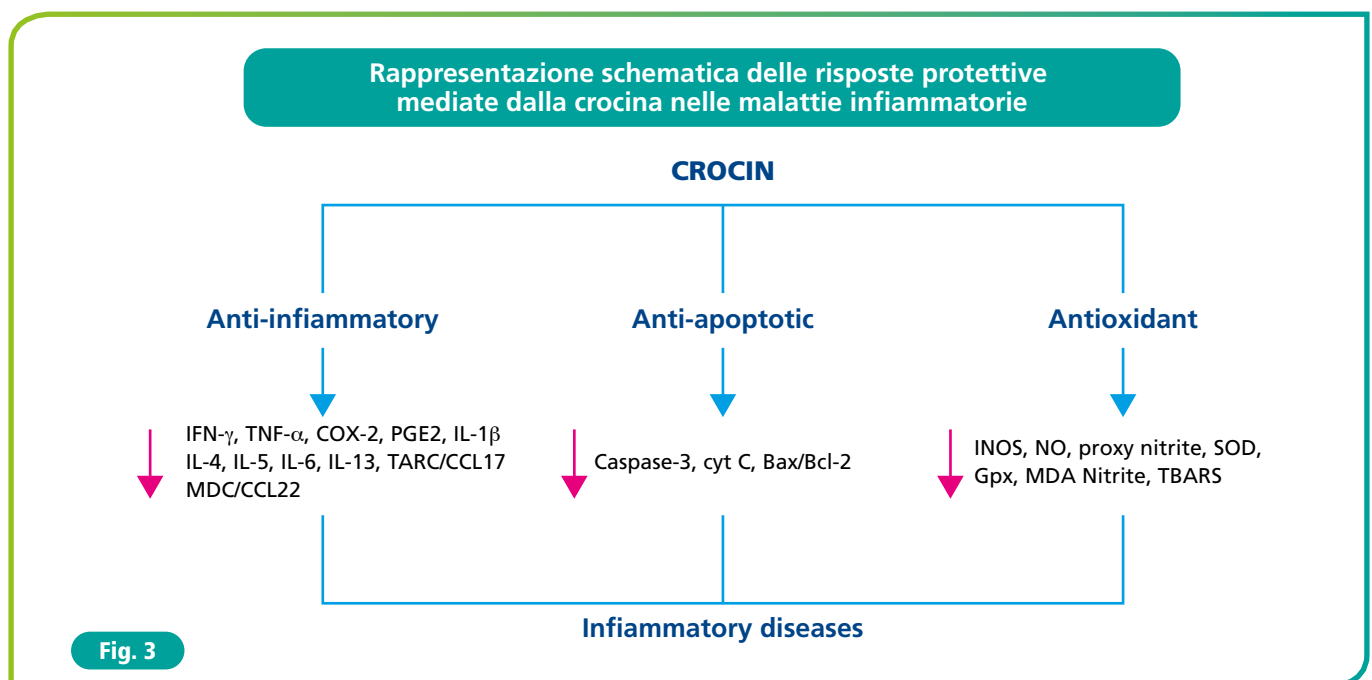 Rappresentazione schematica delle risposte protettive
mediate dalla crocina nelle malattie infiammatorie
CROCIN
Anti-infiammatory
Anti-apoptotic
Antioxidant
IFN-γ, TNF-α, COX-2, PGE2, IL-1β
IL-4, IL-5, IL-6, IL-13, TARC/CCL17
MDC/CCL22
Caspase-3, cyt C, Bax/Bcl-2
INOS, NO, proxy nitrite, SOD,
Gpx, MDA Nitrite, TBARS
Infiammatory diseases
Fig. 3